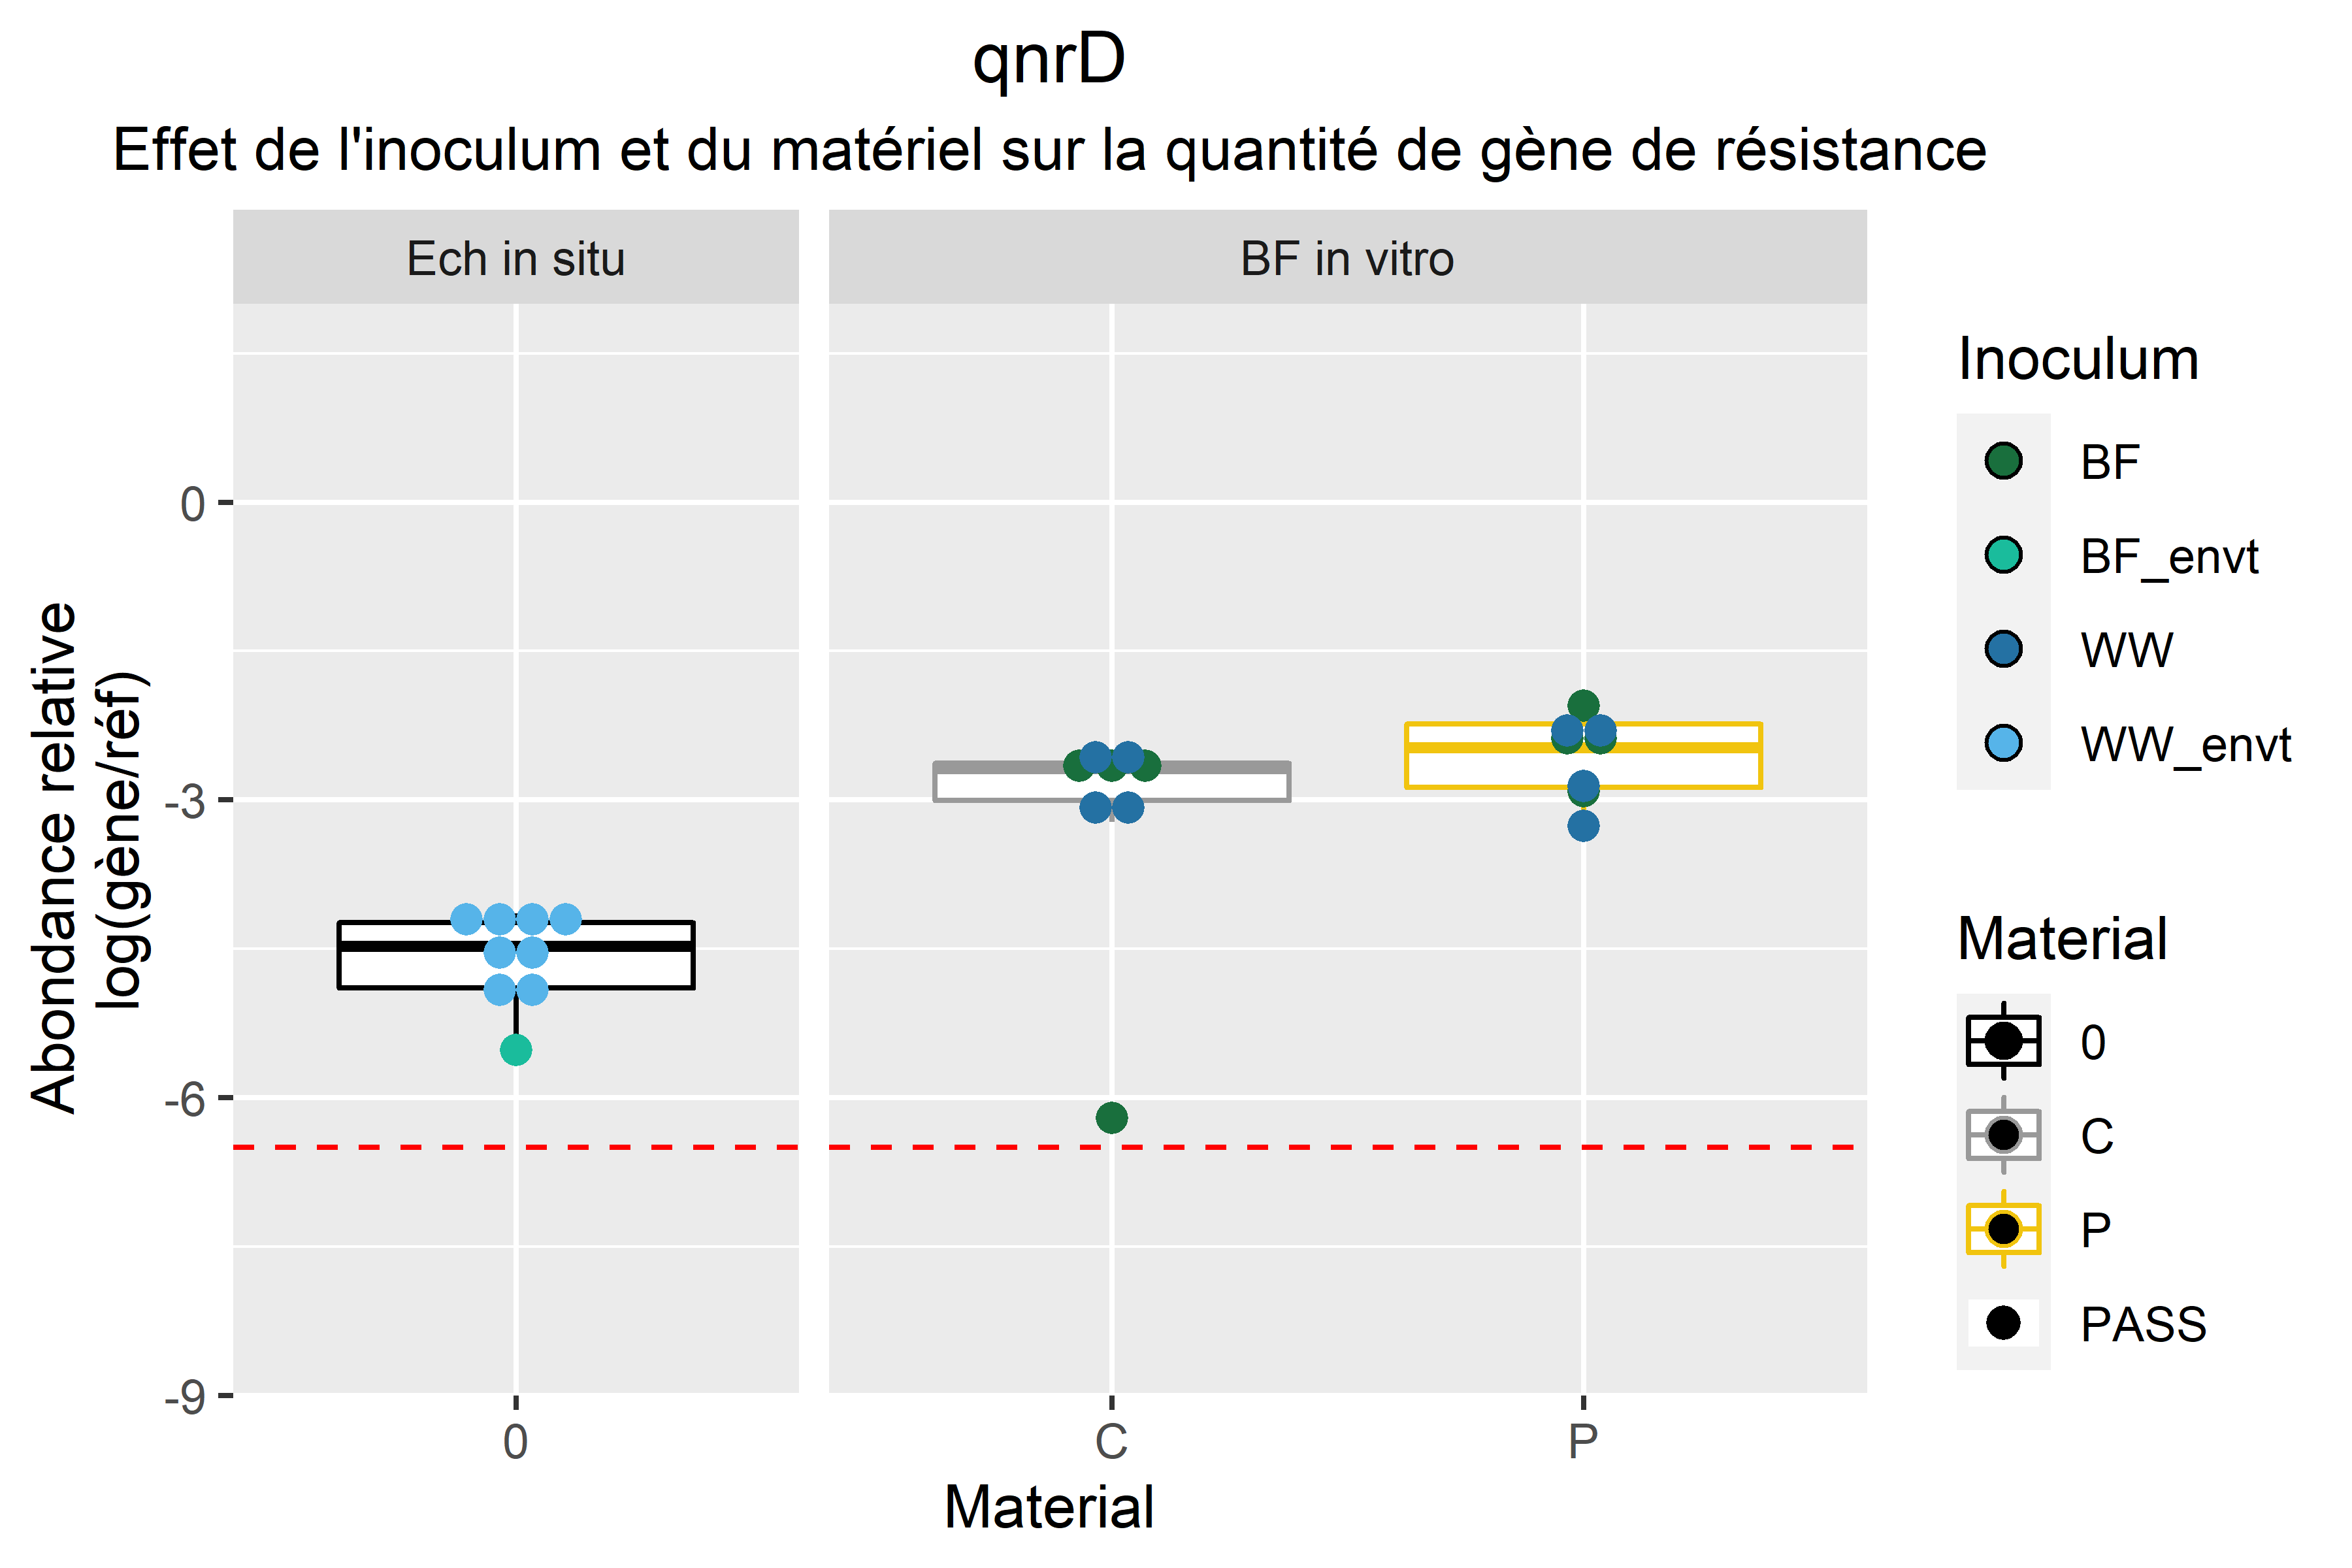 qnrD
Effet de l'inoculum et du matériel sur la quantité de gène de résistance
Ech in situ
BF in vitro
Abondance relative
log(gène/réf)
0
-3
-6
-9
0
C
P
Material
Inoculum
BF
BF_envt
WW
WW_envt
Material
0
C
P
PASS